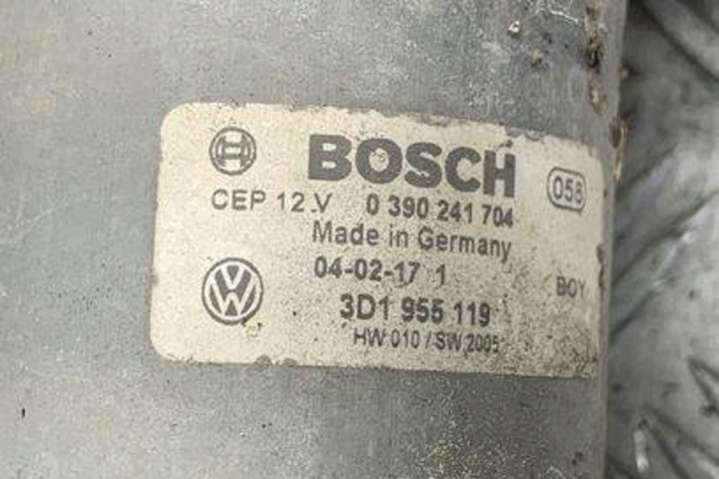 BOSCH
058
CEP 12 V 0 390 241 704
Made in Germany
04-02-17 1
BOY
VW
3D1 955 119
HW 010 / SW 2005